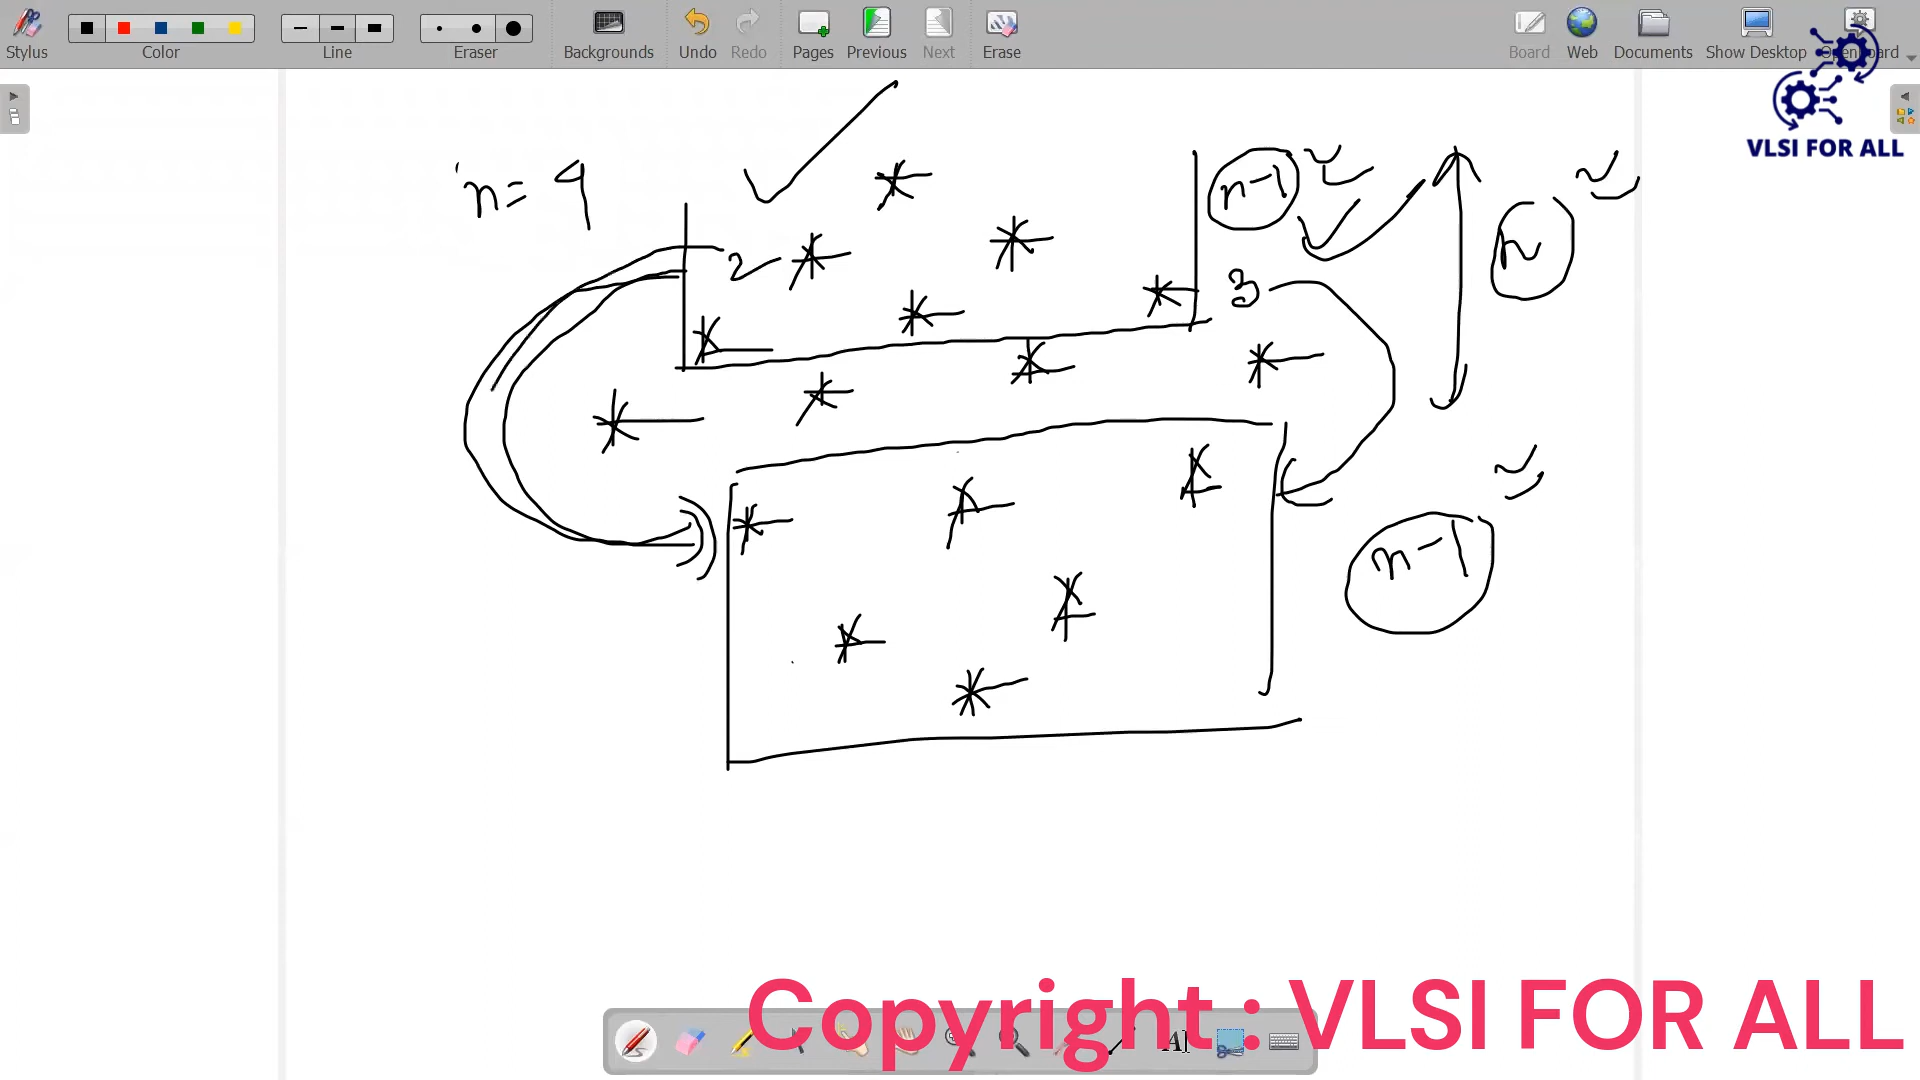 Stylus
Color
Line
Eraser
Backgrounds
Undo
Redo
Pages
Previous
Next
Erase
Board
Web
Documents
Show Desktop
VLSI FOR ALL
n = 4
n-1
n
2
3
n-1
Copyright : VLSI FOR ALL